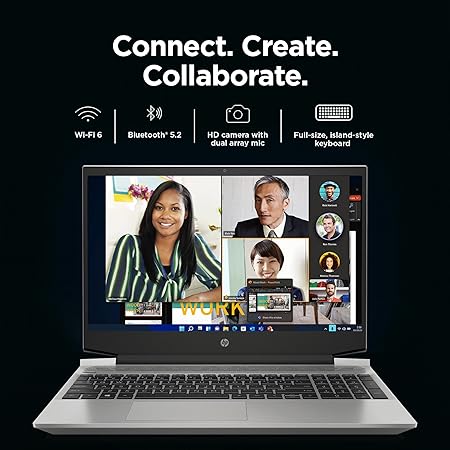 Connect. Create.
Collaborate.
WI-FI 6
Bluetooth® 5.2
HD camera with
dual array mic
Full-size, island-style
keyboard
WORK
hp